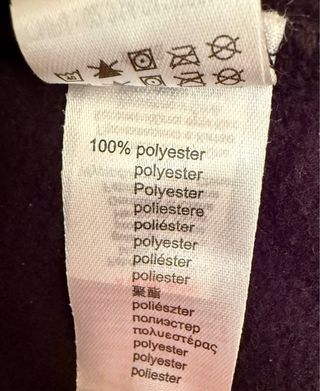 100% polyester
polyester
Polyester
poliestere
poliéster
polyester
poliéster
poliester
聚酯
poliészter
полиэстер
πολυεστέρας
polyester
polyester
poliester